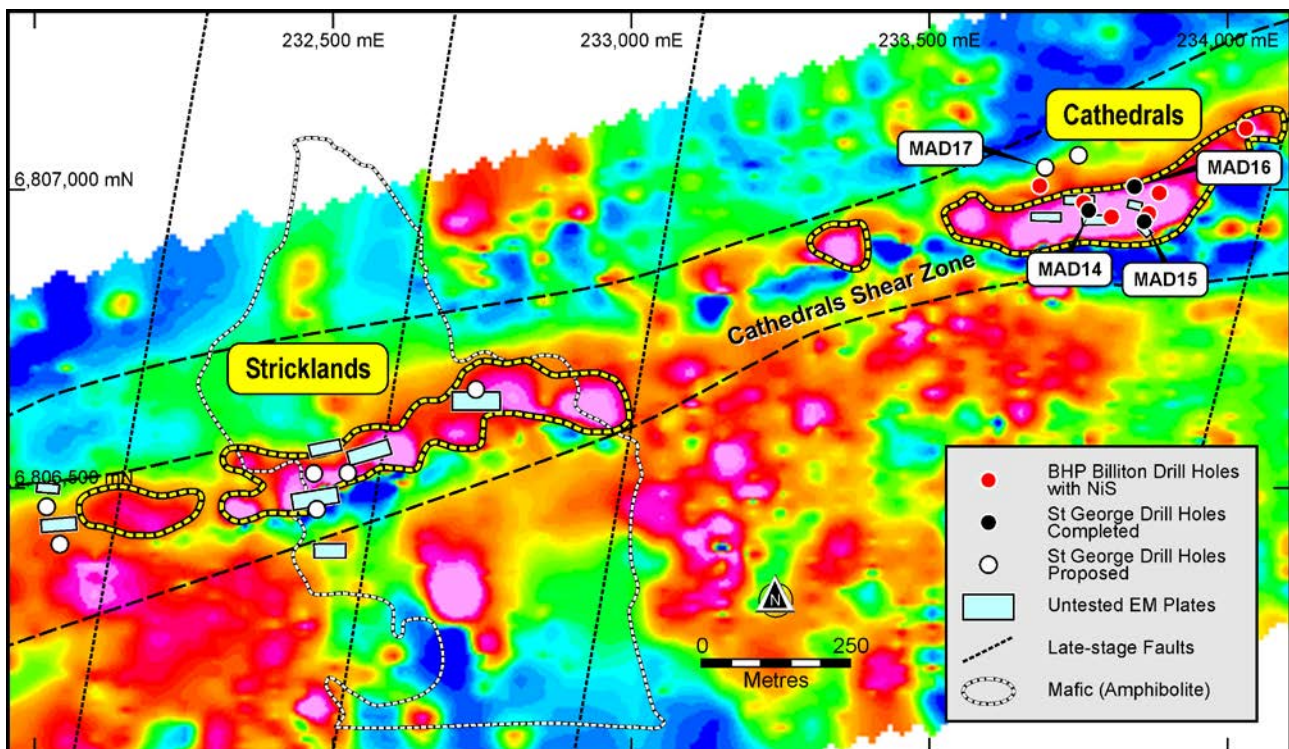 232,500 mE
233,000 mE
233,500 mE
234,000 mE
Cathedrals
MAD17
MAD16
6,807,000 mN
MAD14
MAD15
Cathedrals Shear Zone
Stricklands
6,806,500 mN
BHP Billiton Drill Holes
with NiS
St George Drill Holes
Completed
St George Drill Holes
Proposed
Untested EM Plates
Late-stage Faults
Mafic (Amphibolite)
N
0
250
Metres